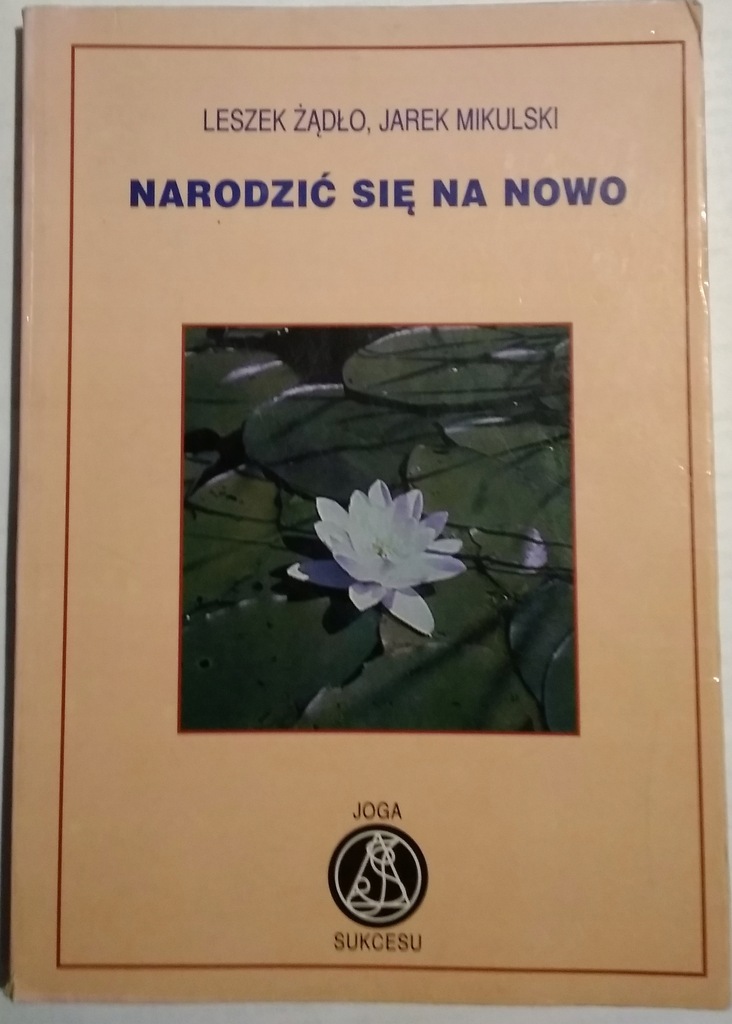 LESZEK ŻĄDŁO, JAREK MIKULSKI
NARODZIĆ SIĘ NA NOWO
JOGA
SUKCESU